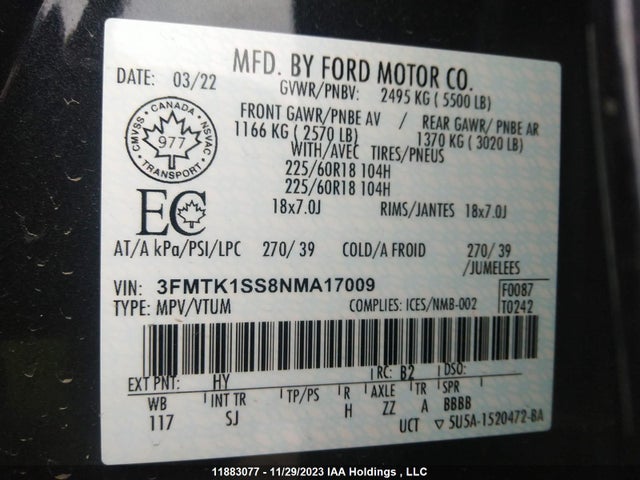 MFD. BY FORD MOTOR CO.
DATE: 03/22
GVWR/PNBV: 2495 KG ( 5500 LB)
FRONT GAWR/PNBE AV / REAR GAWR/ PNBE AR
1166 KG ( 2570 LB) 1370 KG ( 3020 LB)
WITH/AVEC TIRES/PNEUS
225/60R18 104H
225/60R18 104H
18x7.0J RIMS/JANTES 18x7.0J
CMVSS • CANADA • NSVAC
977
TRANSPORT
EC
AT/A kPa/PSI/LPC 270/ 39 COLD/A FROID 270/ 39
/JUMELEES
VIN: 3FMTK1SS8NMA17009
F0087
TYPE: MPV/VTUM COMPLIES: ICES/NMB-002 T0242
EXT PNT: HY RC: B2 DSO:
WB INT TR TP/PS R AXLE TR SPR
117 SJ H ZZ A BBBB
UCT ▽ 5U5A-1520472-BA
11883077 - 11/29/2023 IAA Holdings , LLC